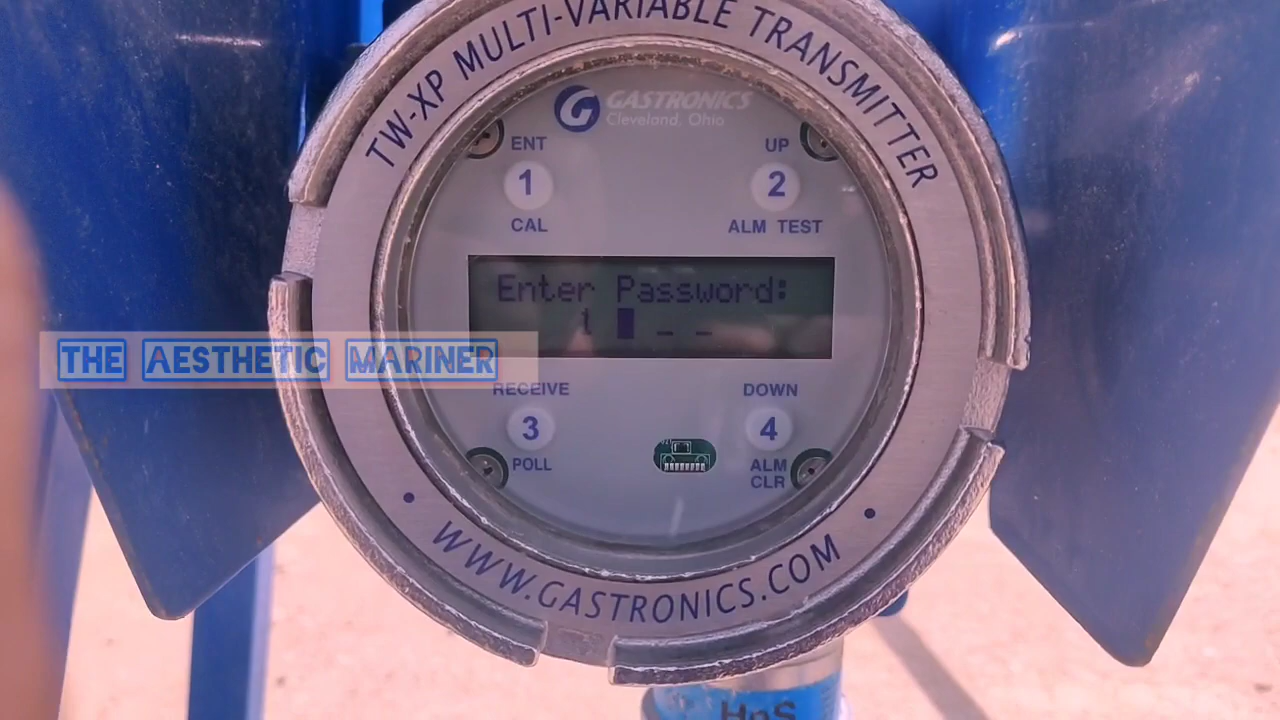 TW-XP MULTI-VARIABLE TRANSMITTER
G GASTRONICS
Cleveland, Ohio
ENT
1
CAL
UP
2
ALM TEST
Enter Password:
1 █ _ _
THE AESTHETIC MARINER
RECEIVE
3
POLL
DOWN
4
ALM
CLR
WWW.GASTRONICS.COM